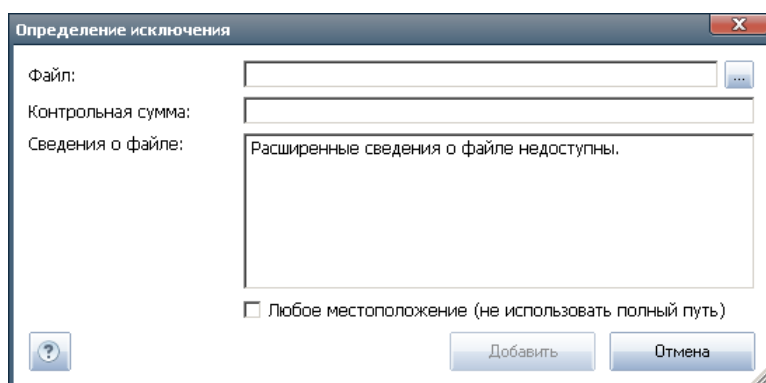 Определение исключения
Файл:
...
Контрольная сумма:
Сведения о файле:
Расширенные сведения о файле недоступны.
Любое местоположение (не использовать полный путь)
?
Добавить
Отмена